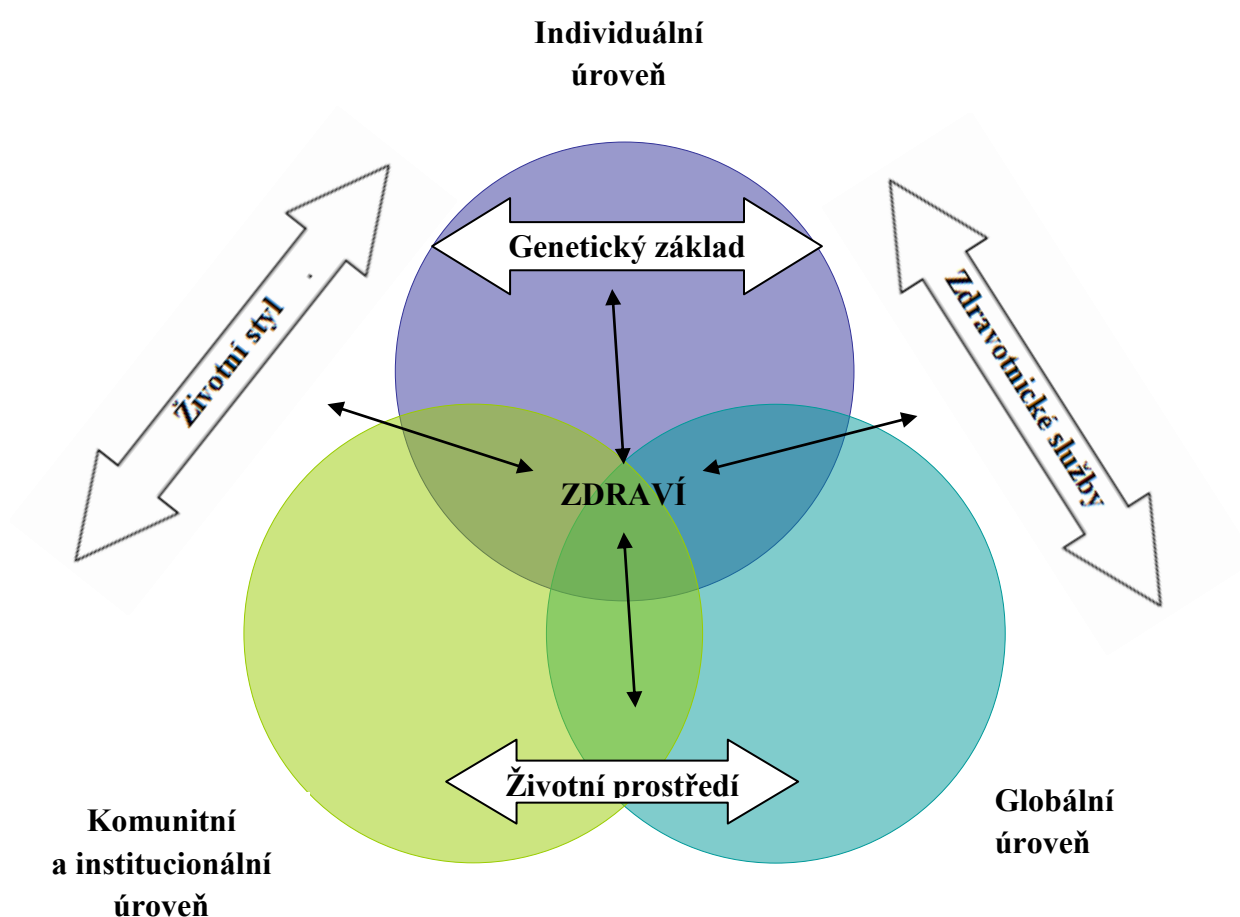 Individuální
úroveň
Genetický základ
Životní styl
Zdravotnické služby
ZDRAVÍ
Životní prostředí
Komunitní
a institucionální
úroveň
Globální
úroveň